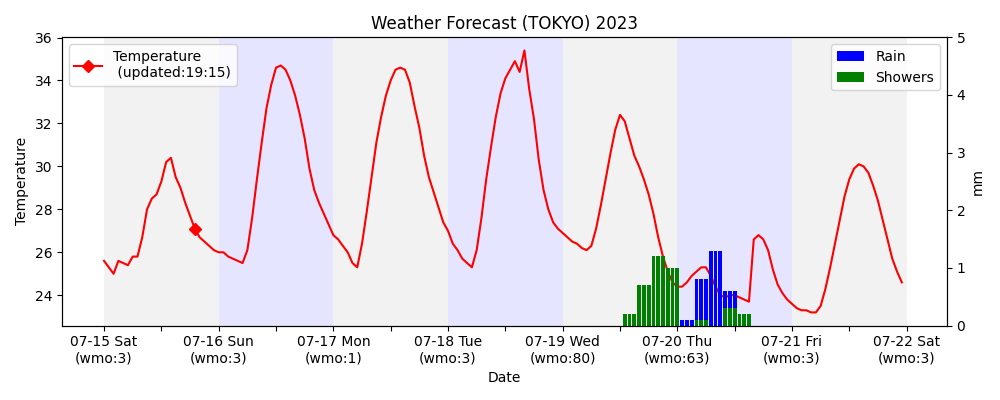 Weather Forecast (TOKYO) 2023
Temperature
(updated:19:15)
Rain
Showers
36
34
32
30
28
26
24
Temperature
5
4
3
2
1
0
mm
07-15 Sat
(wmo:3)
07-16 Sun
(wmo:3)
07-17 Mon
(wmo:1)
07-18 Tue
(wmo:3)
07-19 Wed
(wmo:80)
07-20 Thu
(wmo:63)
07-21 Fri
(wmo:3)
07-22 Sat
(wmo:3)
Date